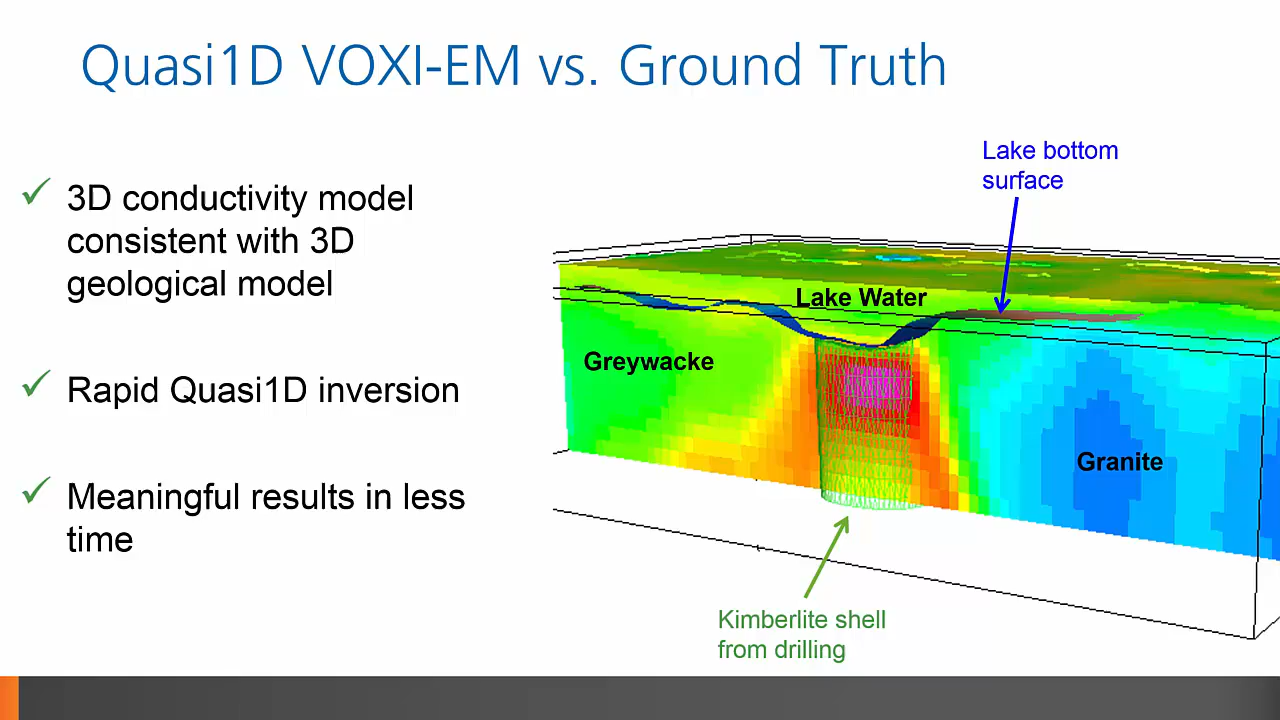 Quasi1D VOXI-EM vs. Ground Truth
3D conductivity model
consistent with 3D
geological model
Rapid Quasi1D inversion
Meaningful results in less
time
Lake bottom
surface
Lake Water
Greywacke
Granite
Kimberlite shell
from drilling